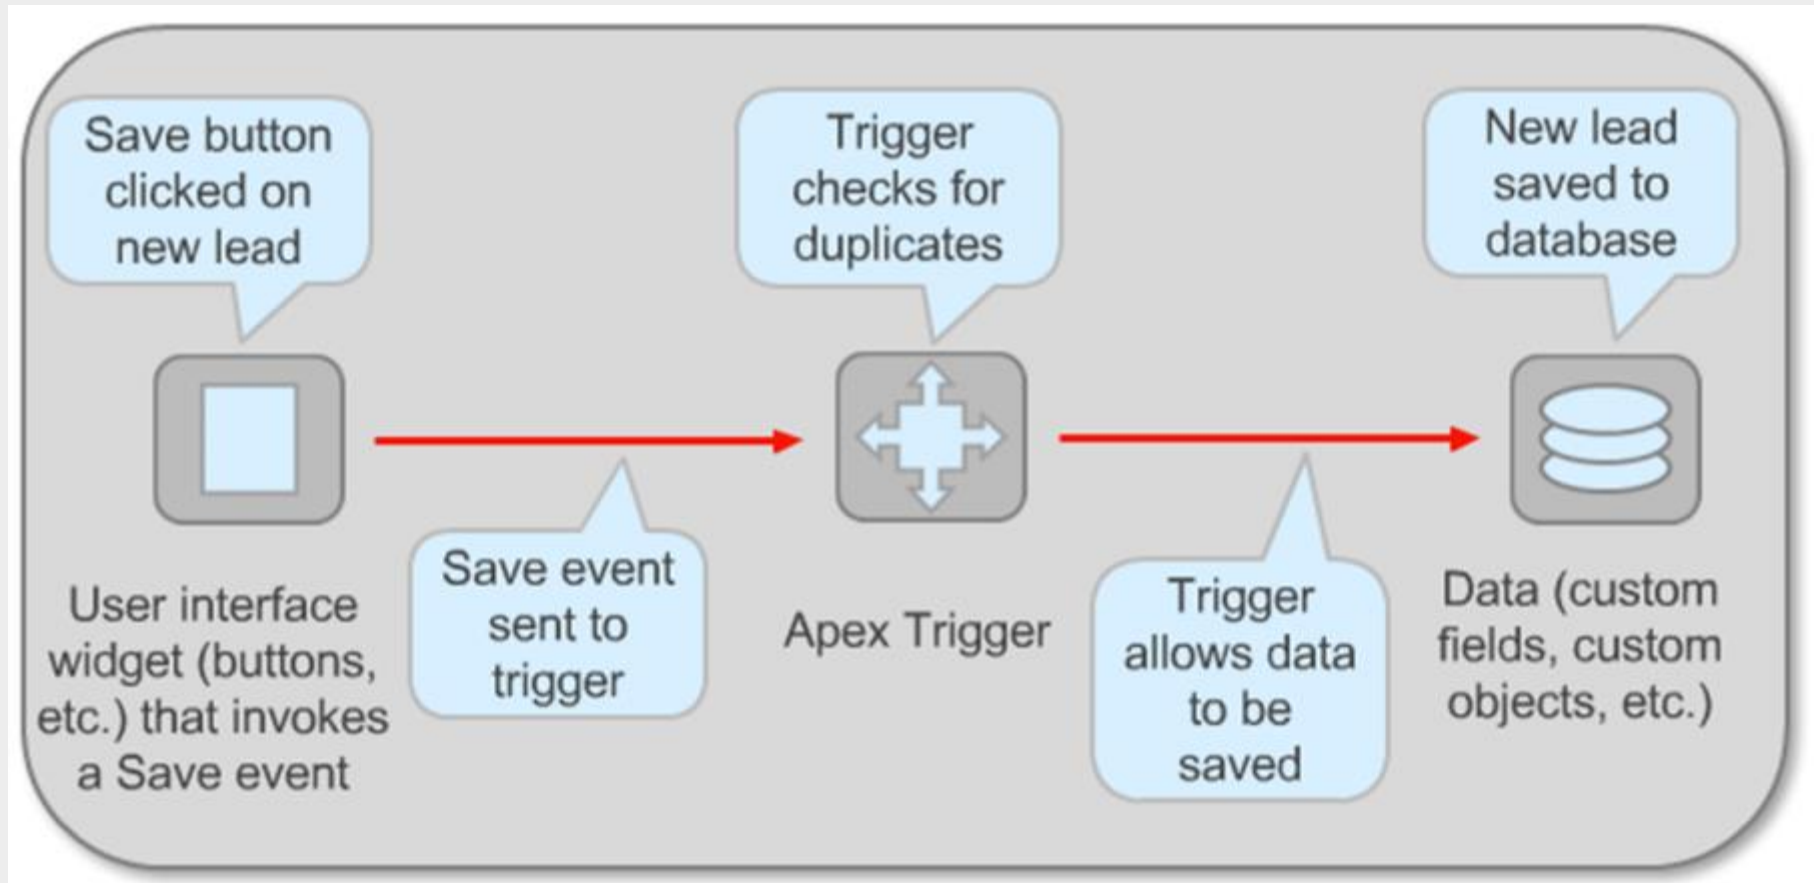 Save button
clicked on
new lead
Trigger
checks for
duplicates
New lead
saved to
database
Save event
sent to
trigger
Trigger
allows data
to be
saved
User interface
widget (buttons,
etc.) that invokes
a Save event
Apex Trigger
Data (custom
fields, custom
objects, etc.)